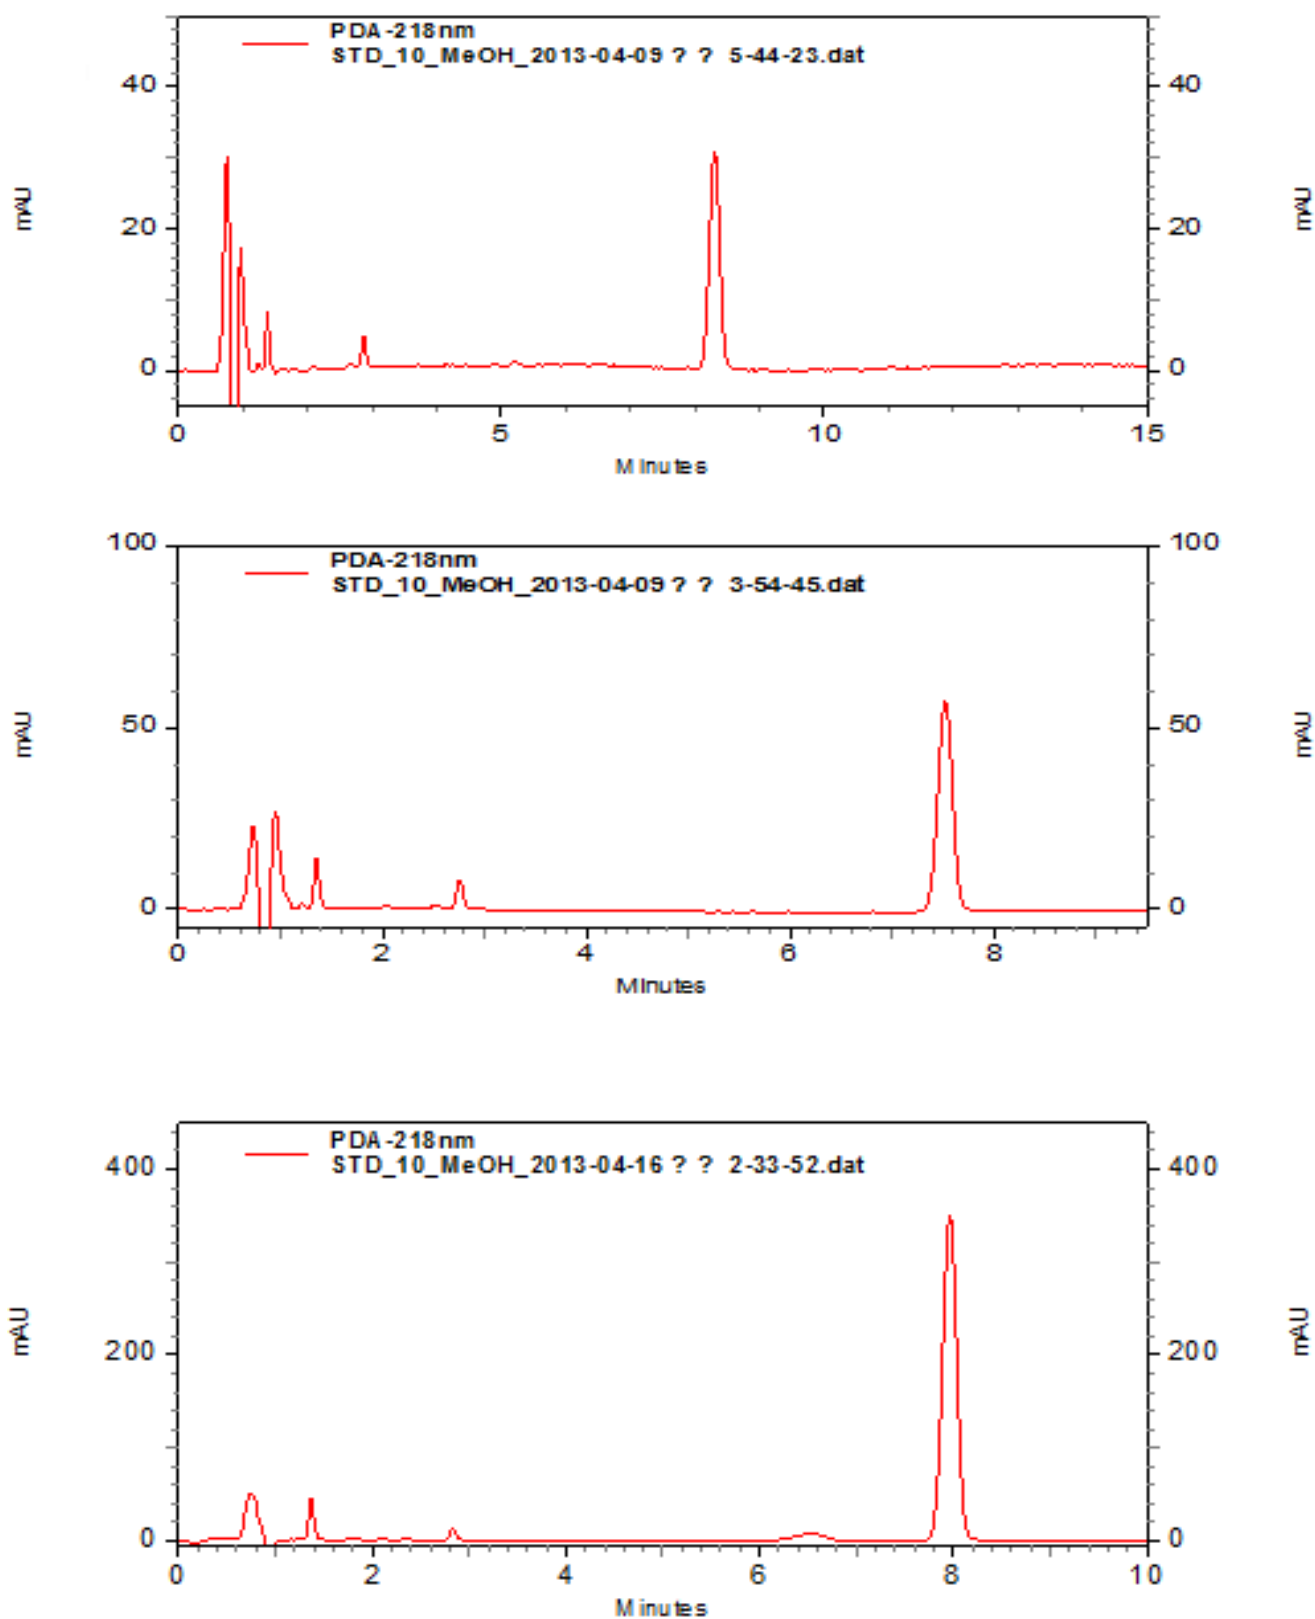 PDA-218nm
STD_10_MeOH_2013-04-09 ? ? 5-44-23.dat
40 40
mAU mAU
20 20
0 0
0 5 10 15
Minutes
100 100
PDA-218nm
STD_10_MeOH_2013-04-09 ? ? 3-54-45.dat
mAU mAU
50 50
0 0
0 2 4 6 8
Minutes
PDA-218nm
STD_10_MeOH_2013-04-16 ? ? 2-33-52.dat
400 400
mAU mAU
200 200
0 0
0 2 4 6 8 10
Minutes